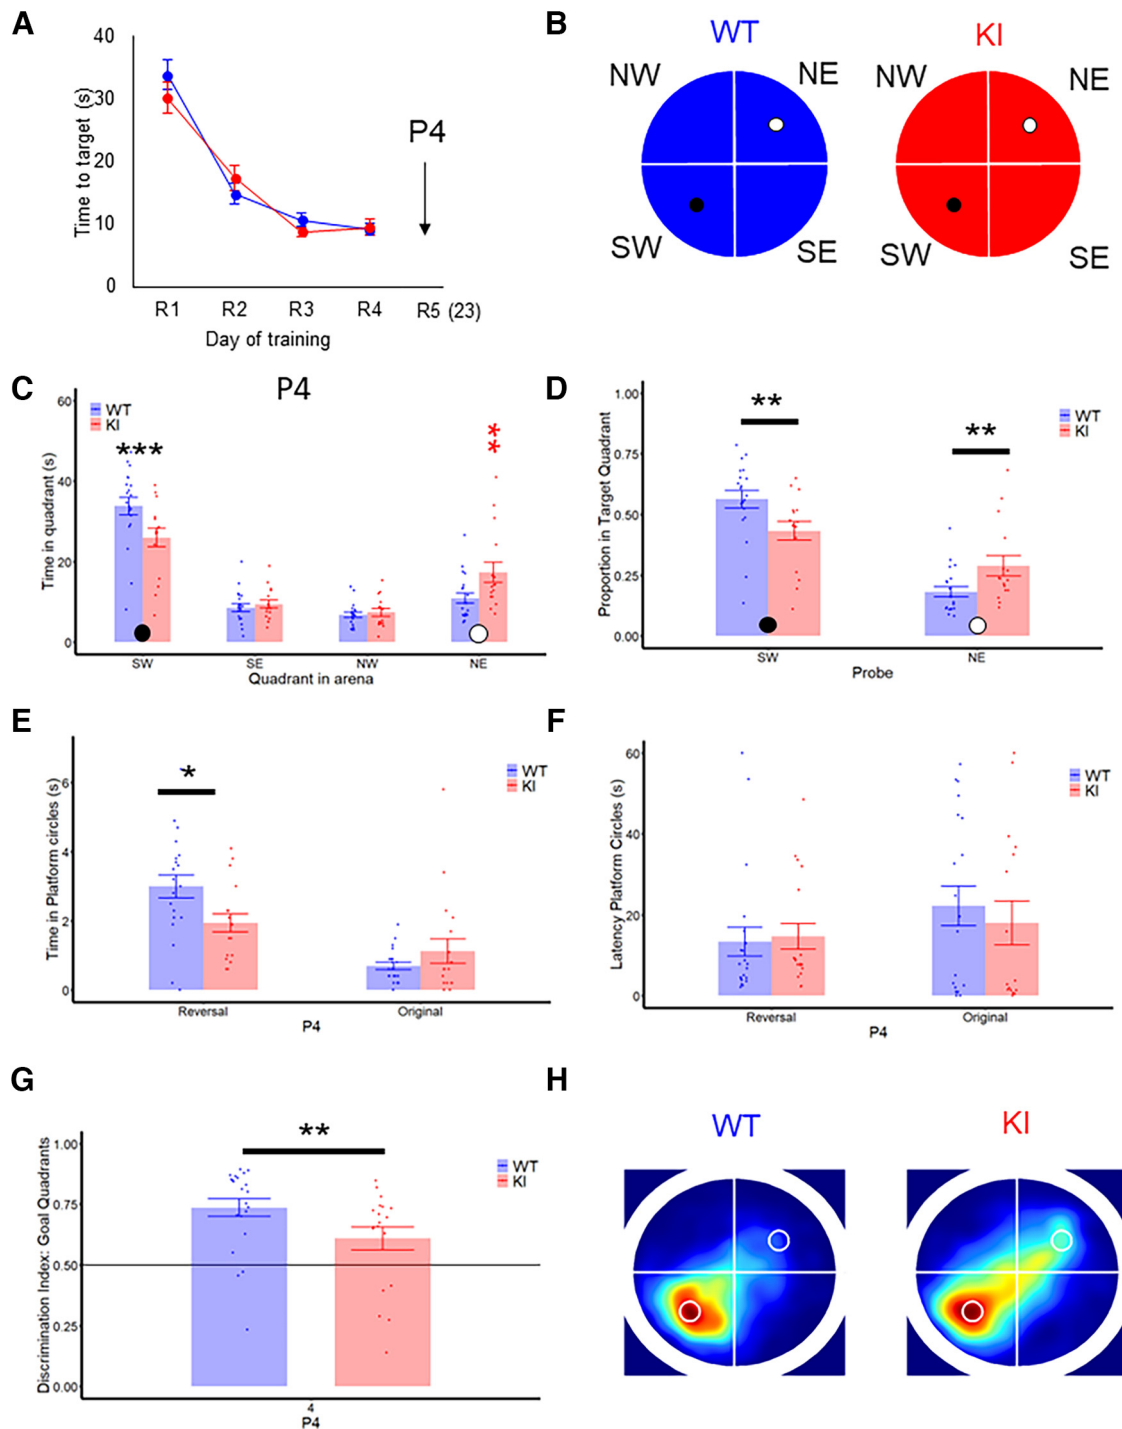 A
40
30
20
10
0
Time to target (s)
P4
R1 R2 R3 R4 R5 (23)
Day of training
B
WT KI
NW NE NW NE
SW SE SW SE
C
P4
WT
KI
***
**
60
40
20
0
Time in quadrant (s)
SW SE NW NE
Quadrant in arena
D
** **
WT
KI
1.00
0.75
0.50
0.25
0.00
Proportion in Target Quadrant
SW NE
Probe
E
*
WT
KI
6
4
2
0
Time in Platform circles (s)
Reversal Original
P4
F
WT
KI
60
40
20
0
Latency Platform Circles (s)
Reversal Original
P4
G
**
WT
KI
1.00
0.75
0.50
0.25
0.00
Discrimination Index: Goal Quadrants
4
P4
H
WT KI